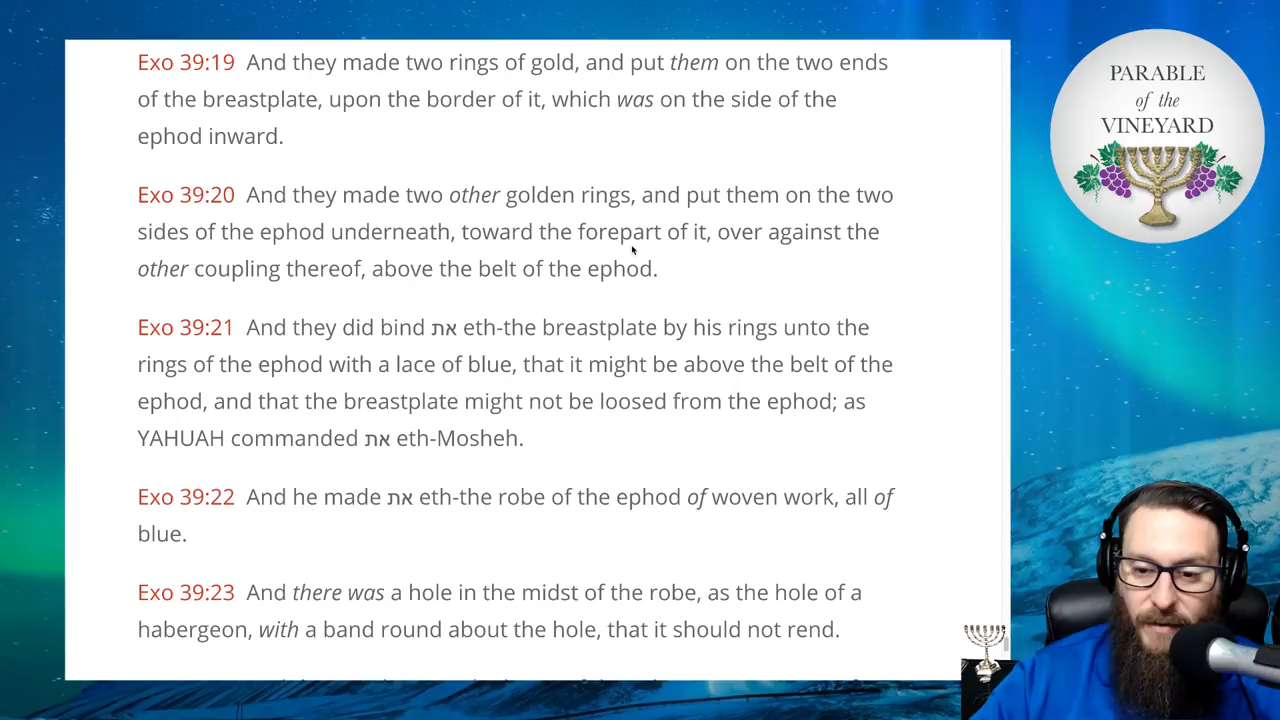 Exo 39:19 And they made two rings of gold, and put them on the two ends
of the breastplate, upon the border of it, which was on the side of the
ephod inward.
Exo 39:20 And they made two other golden rings, and put them on the two
sides of the ephod underneath, toward the forepart of it, over against the
other coupling thereof, above the belt of the ephod.
Exo 39:21 And they did bind את eth-the breastplate by his rings unto the
rings of the ephod with a lace of blue, that it might be above the belt of the
ephod, and that the breastplate might not be loosed from the ephod; as
YAHUAH commanded את eth-Mosheh.
Exo 39:22 And he made את eth-the robe of the ephod of woven work, all of
blue.
Exo 39:23 And there was a hole in the midst of the robe, as the hole of a
habergeon, with a band round about the hole, that it should not rend.
PARABLE
of the
VINEYARD